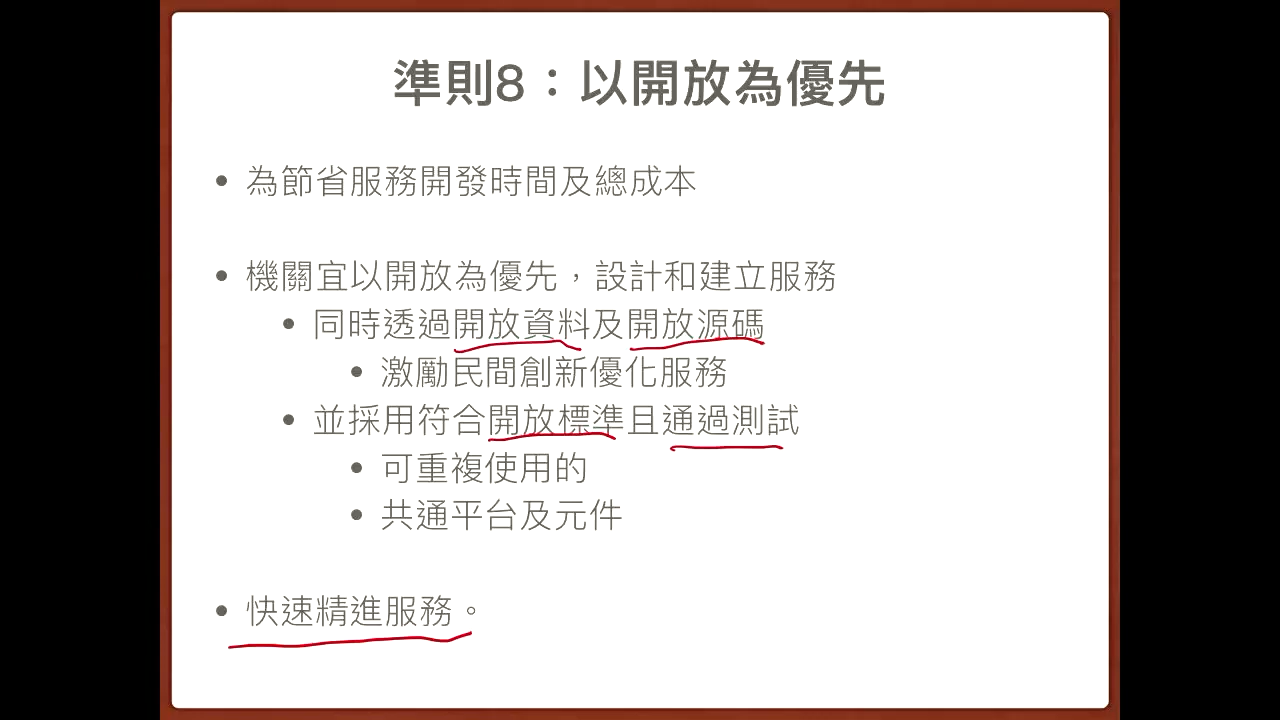 準則8：以開放為優先
• 為節省服務開發時間及總成本
• 機關宜以開放為優先，設計和建立服務
• 同時透過開放資料及開放源碼
• 激勵民間創新優化服務
• 並採用符合開放標準且通過測試
• 可重複使用的
• 共通平台及元件
• 快速精進服務。